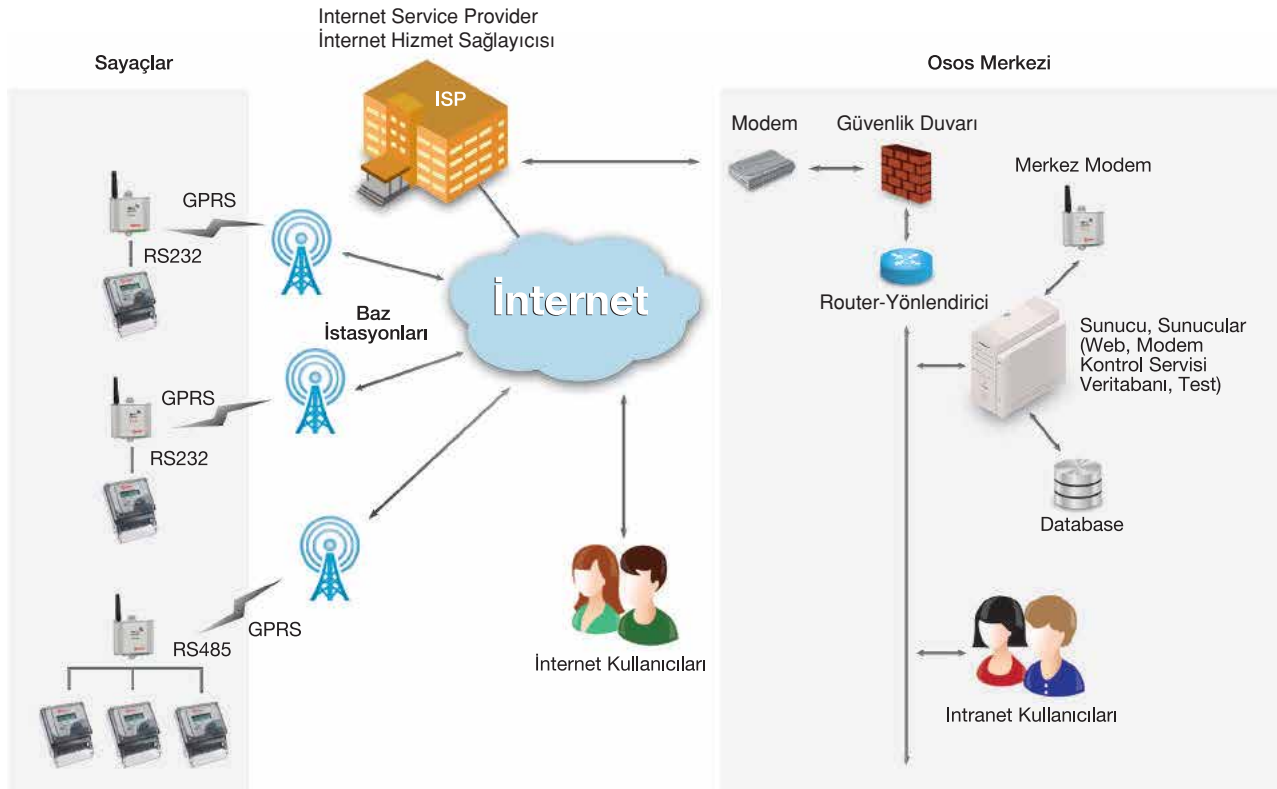 Internet Service Provider
İnternet Hizmet Sağlayıcısı
Sayaçlar
Osos Merkezi
ISP
Modem
Güvenlik Duvarı
Merkez Modem
GPRS
RS232
İnternet
Baz
İstasyonları
Router-Yönlendirici
Sunucu, Sunucular
(Web, Modem
Kontrol Servisi
Veritabanı, Test)
GPRS
RS232
Database
GPRS
RS485
İnternet Kullanıcıları
Intranet Kullanıcıları